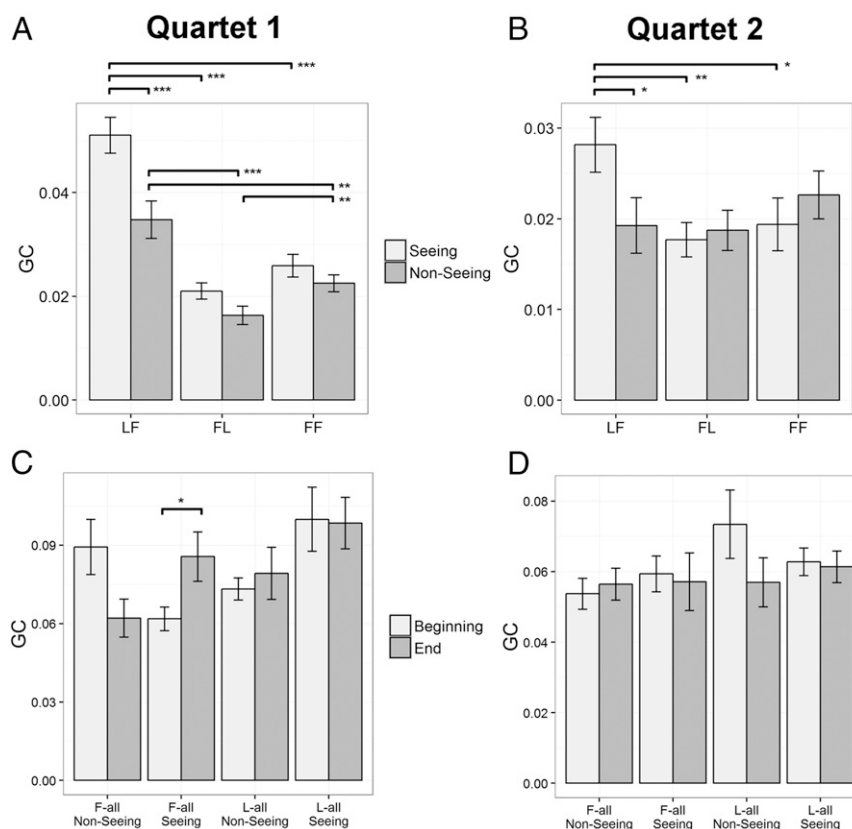 A Quartet 1
***
***
***
***
**
**
0.04
0.02
0.00
GC
LF FL FF
Seeing
Non-Seeing
B Quartet 2
*
**
*
0.03
0.02
0.01
0.00
GC
LF FL FF
C
*
0.09
0.06
0.03
0.00
GC
F-all F-all L-all L-all
Non-Seeing Seeing Non-Seeing Seeing
Beginning
End
D
0.08
0.06
0.04
0.02
0.00
GC
F-all F-all L-all L-all
Non-Seeing Seeing Non-Seeing Seeing